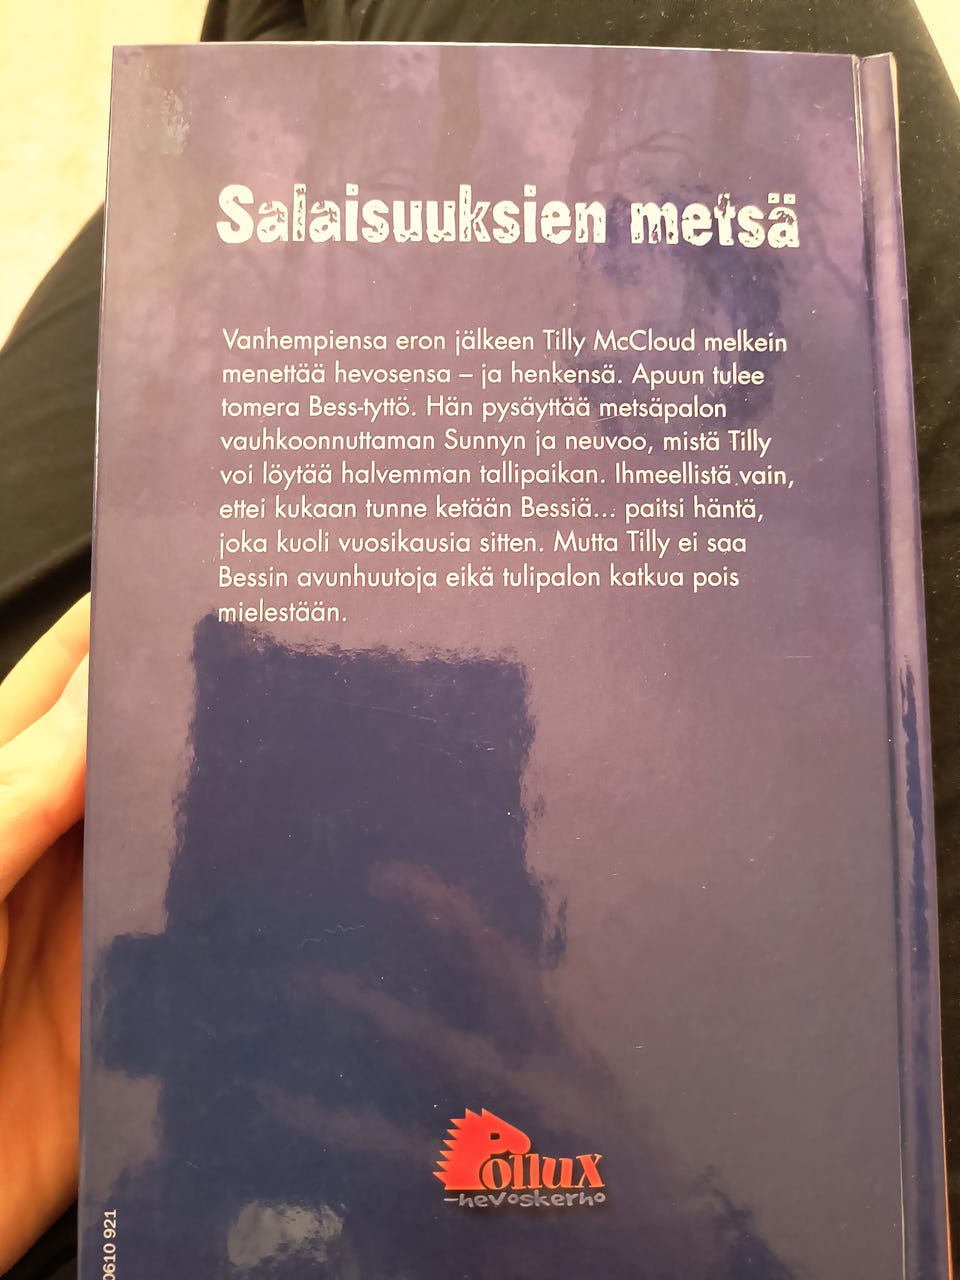 Salaisuuksien metsä
Vanhempiensa eron jälkeen Tilly McCloud melkein
menettää hevosensa – ja henkensä. Apuun tulee
tomera Bess-tyttö. Hän pysäyttää metsäpalon
vauhkoonnuttaman Sunnyn ja neuvoo, mistä Tilly
voi löytää halvemman tallipaikan. Ihmeellistä vain,
ettei kukaan tunne ketään Bessiä... paitsi häntä,
joka kuoli vuosikausia sitten. Mutta Tilly ei saa
Bessin avunhuutoja eikä tulipalon katkua pois
mielestään.
Pollux
-hevoskerho
0610 921